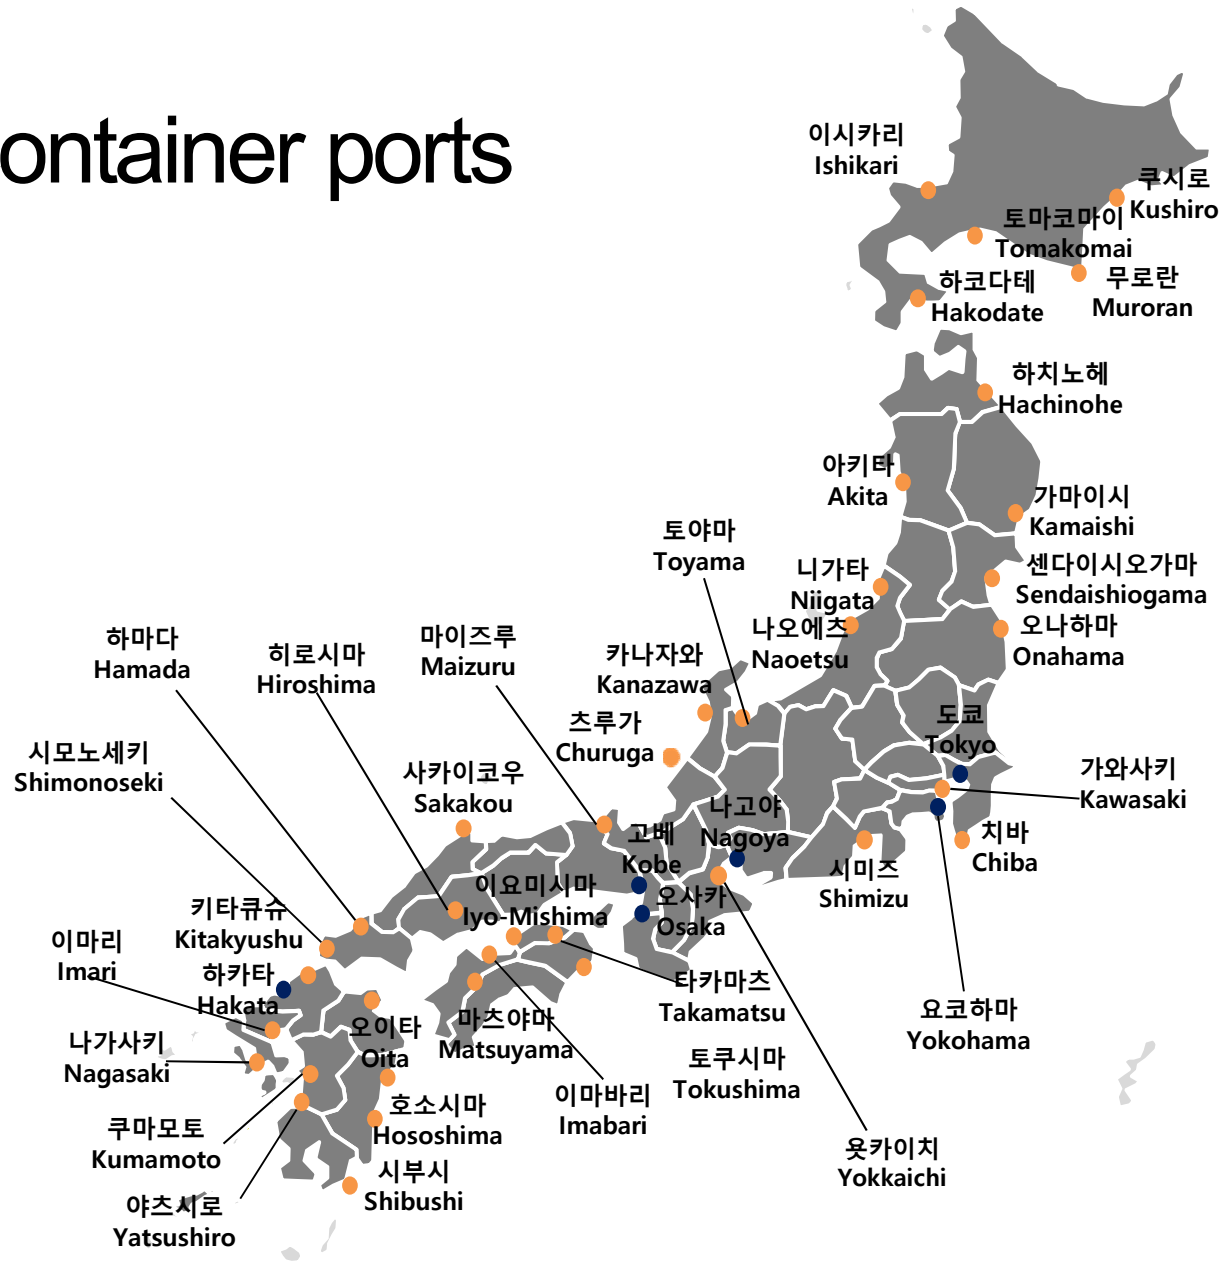 ontainer ports
이시카리
Ishikari
쿠시로
Kushiro
토마코마이
Tomakomai
하코다테
Hakodate
무로란
Muroran
하치노헤
Hachinohe
아키타
Akita
가마이시
Kamaishi
토야마
Toyama
니가타
Niigata
센다이시오가마
Sendaishiogama
나오에츠
Naoetsu
오나하마
Onahama
하마다
Hamada
히로시마
Hiroshima
마이즈루
Maizuru
카나자와
Kanazawa
츠루가
Churuga
도쿄
Tokyo
시모노세키
Shimonoseki
사카이코우
Sakakou
가와사키
Kawasaki
나고야
Nagoya
고베
Kobe
치바
Chiba
시미즈
Shimizu
이요미시마
Iyo-Mishima
오사카
Osaka
키타큐슈
Kitakyushu
이마리
Imari
하카타
Hakata
타카마츠
Takamatsu
요코하마
Yokohama
나가사키
Nagasaki
오이타
Oita
마츠야마
Matsuyama
토쿠시마
Tokushima
이마바리
Imabari
호소시마
Hososhima
쿠마모토
Kumamoto
욧카이치
Yokkaichi
시부시
Shibushi
야츠시로
Yatsushiro